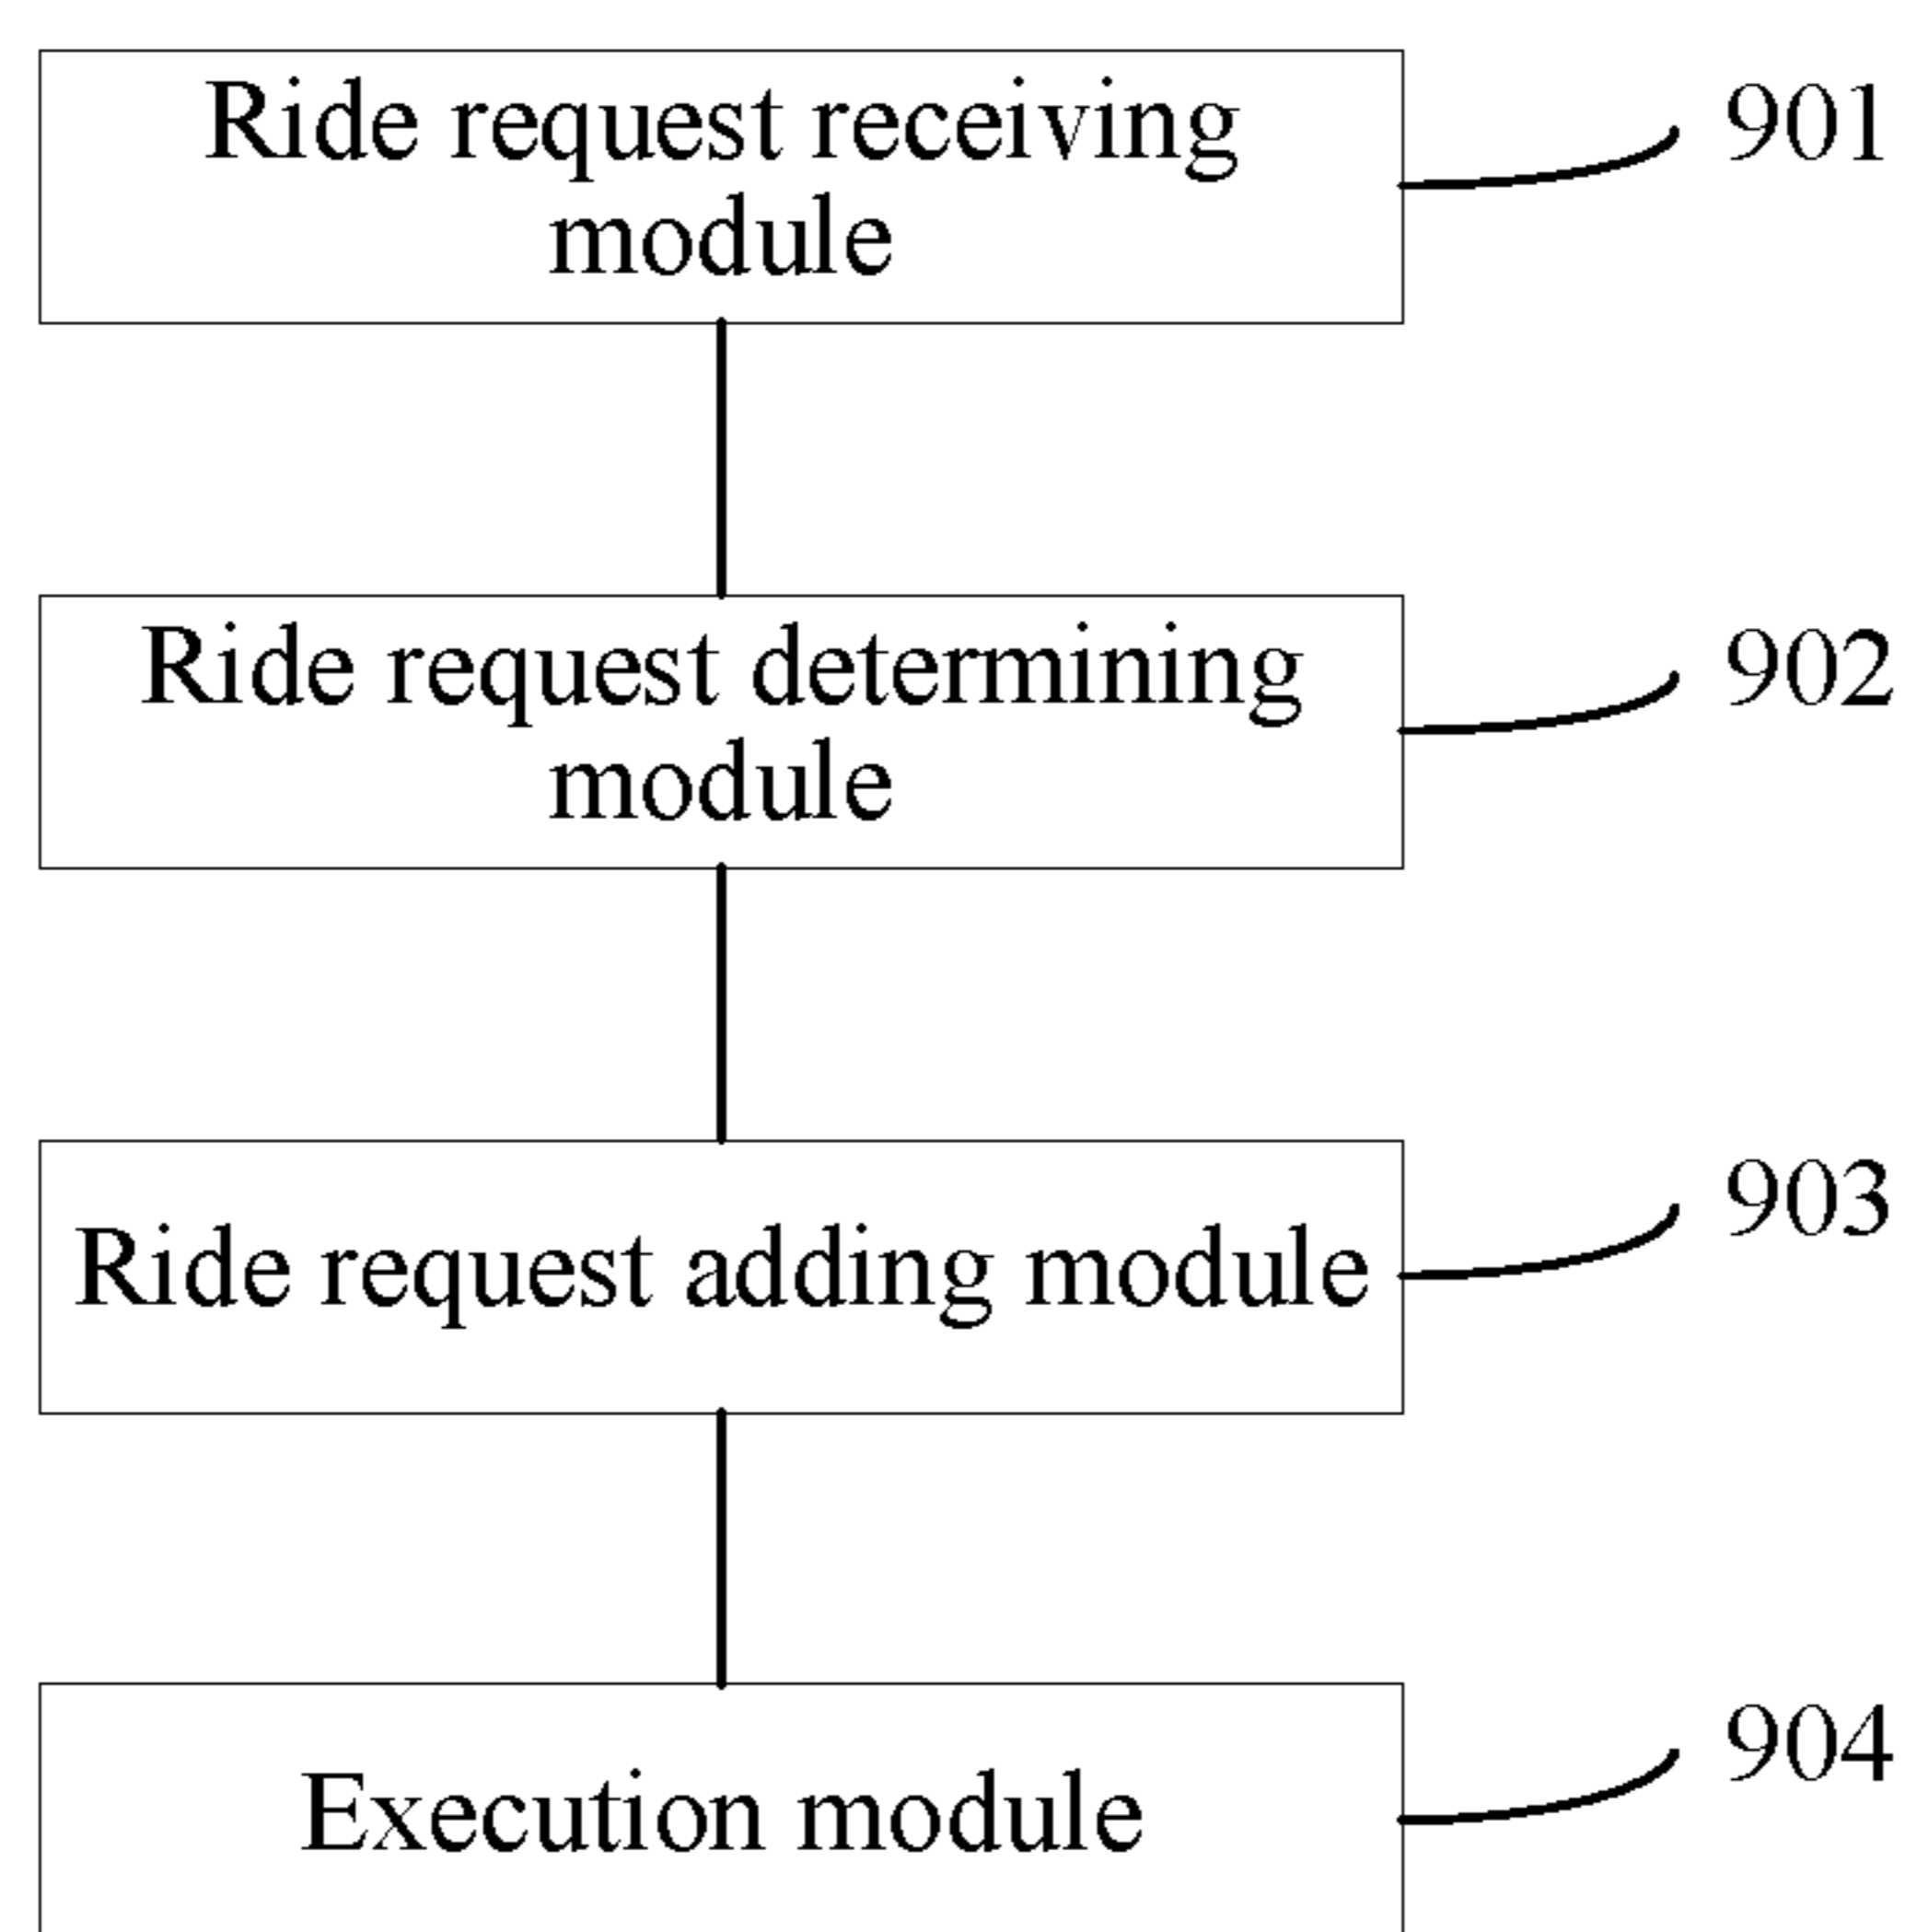 Ride request receiving
module
901
Ride request determining
module
902
Ride request adding module
903
Execution module
904